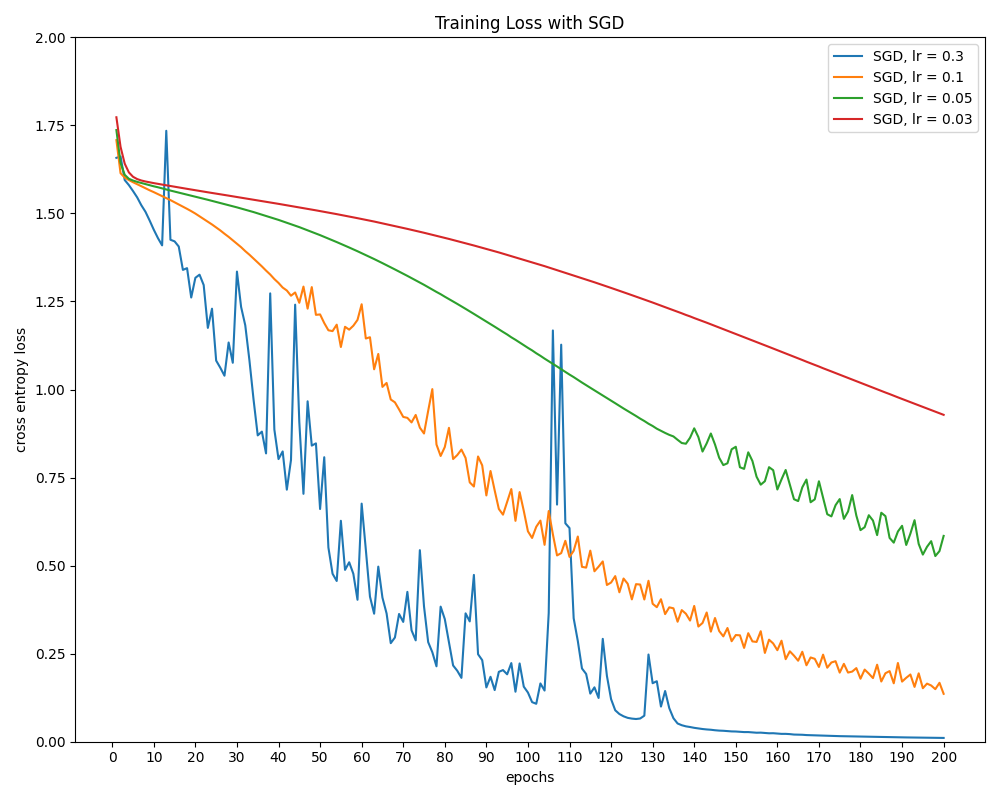 Training Loss with SGD
SGD, lr = 0.3
SGD, lr = 0.1
SGD, lr = 0.05
SGD, lr = 0.03
cross entropy loss
2.00
1.75
1.50
1.25
1.00
0.75
0.50
0.25
0.00
0 10 20 30 40 50 60 70 80 90 100 110 120 130 140 150 160 170 180 190 200
epochs